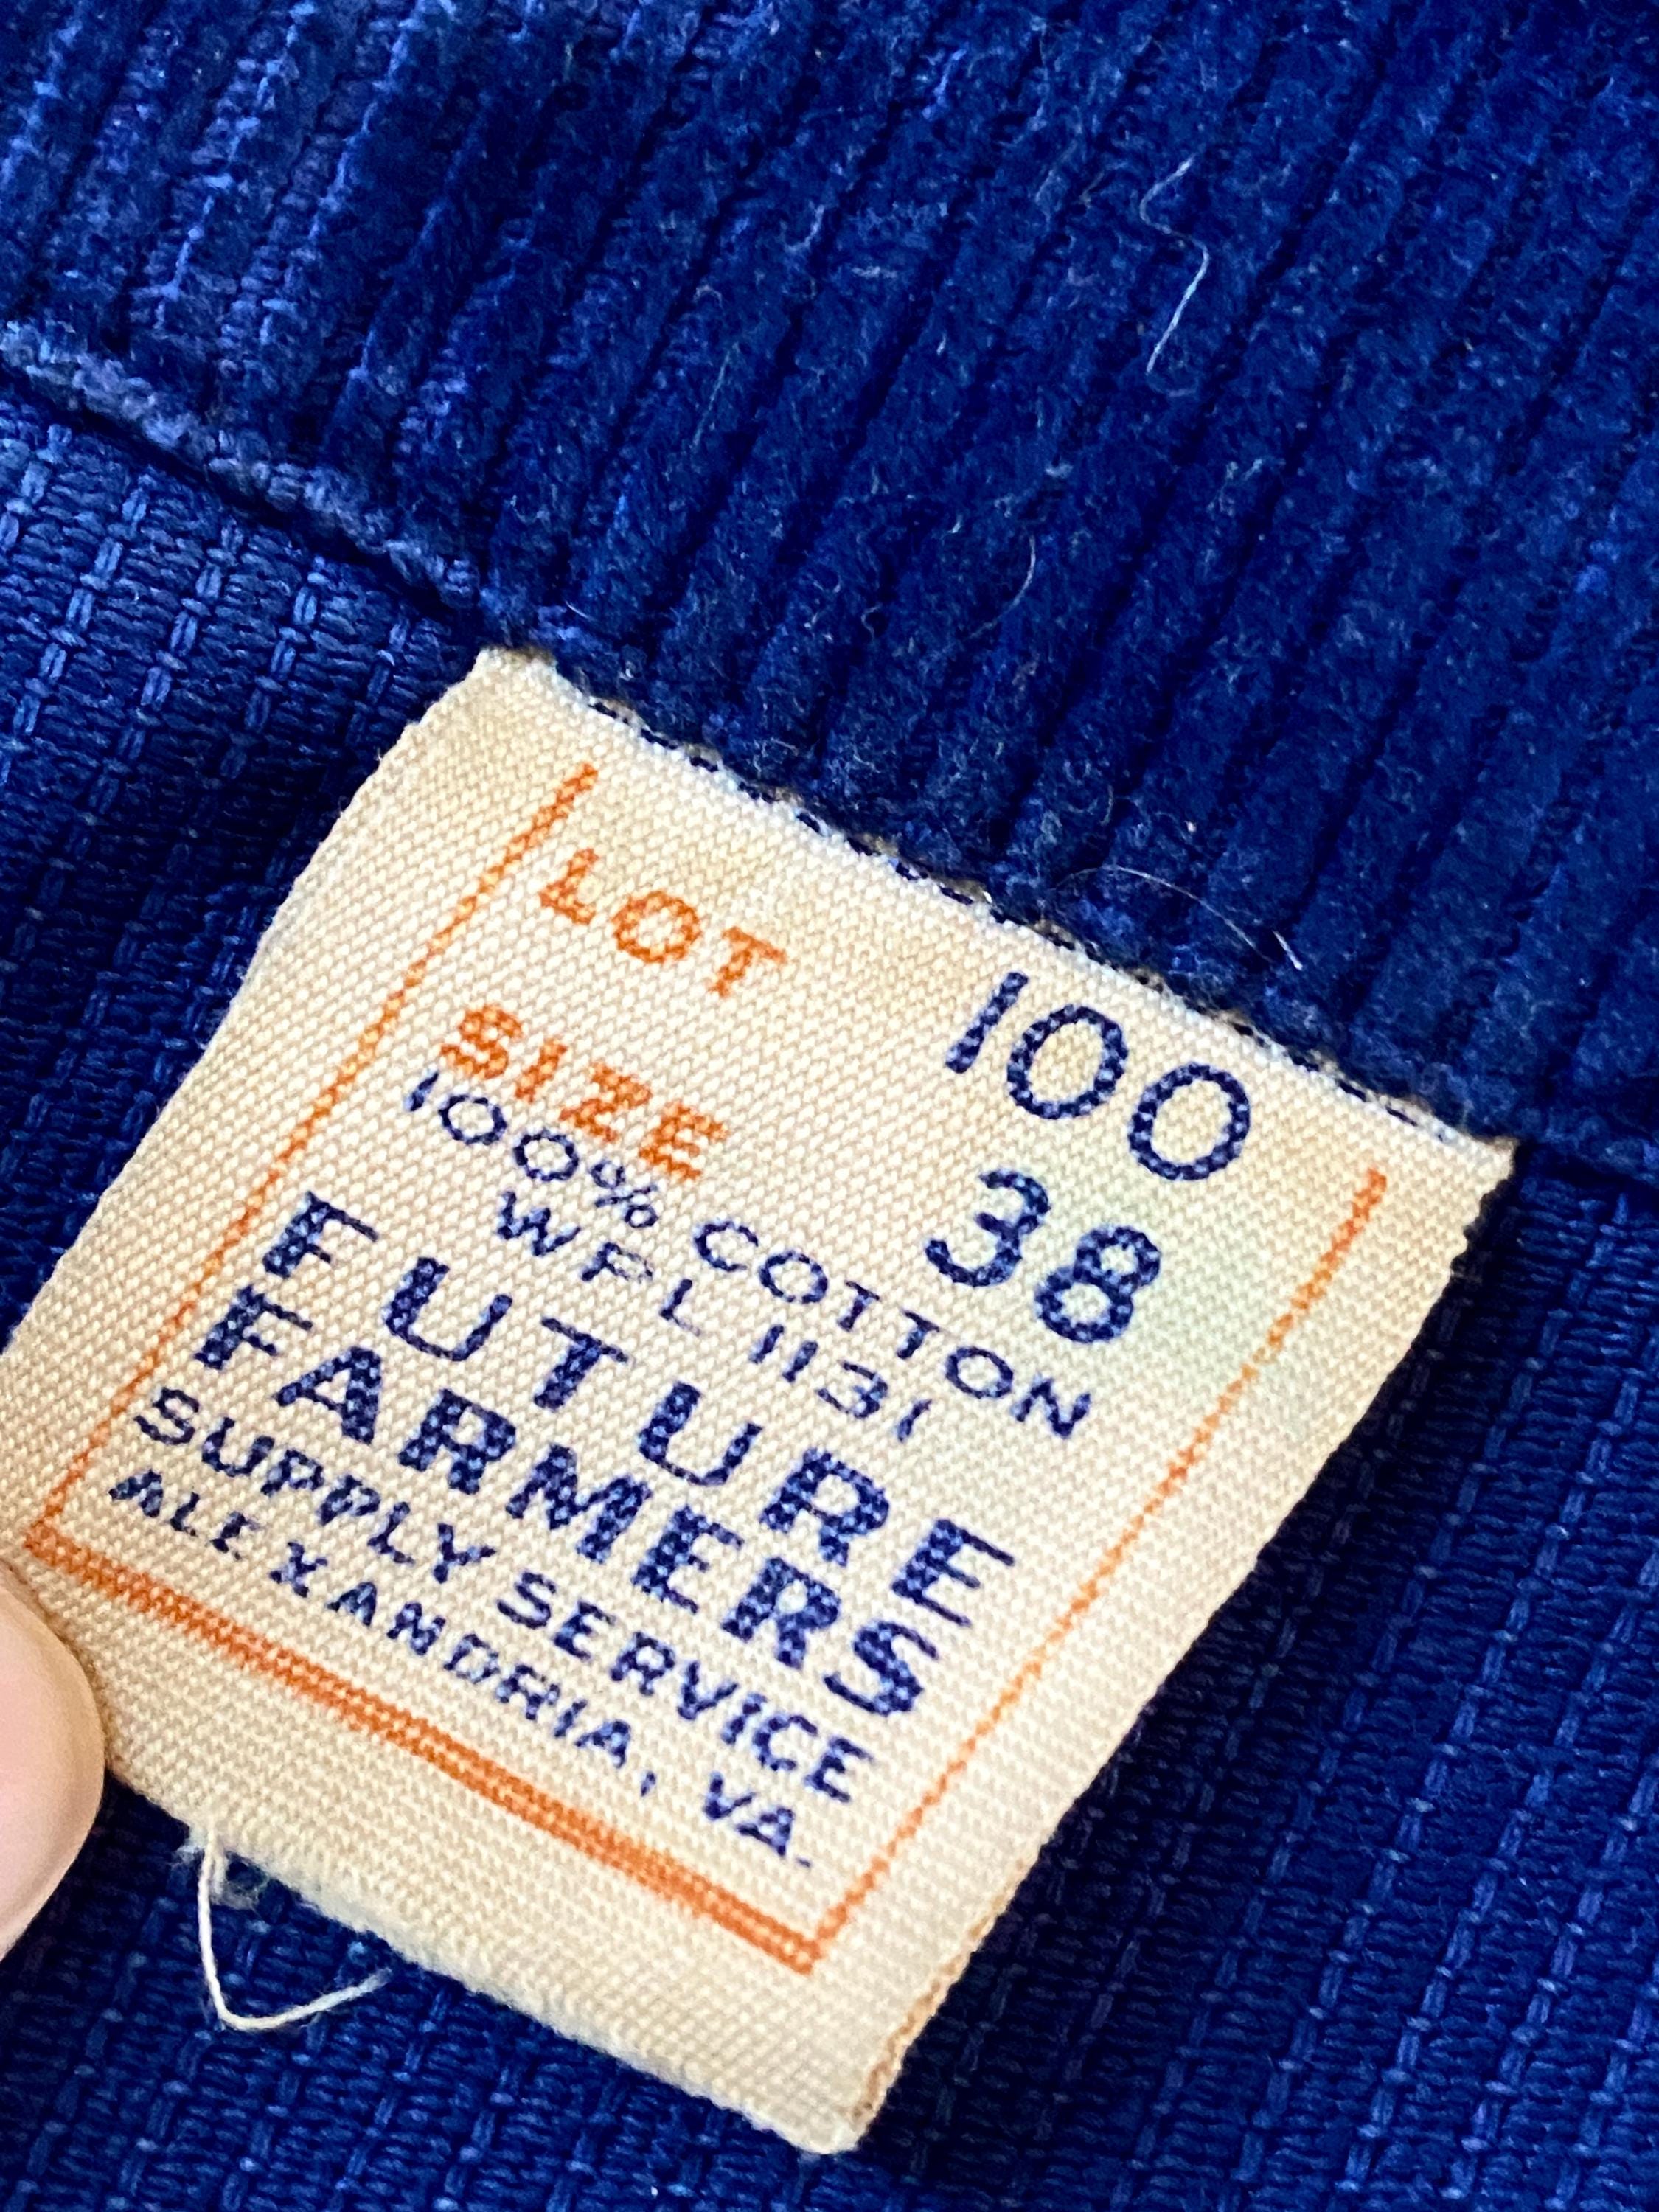 LOT 100
SIZE 38
100% COTTON
WPL 1131
FUTURE
FARMERS
SUPPLY SERVICE
ALEXANDRIA, VA.